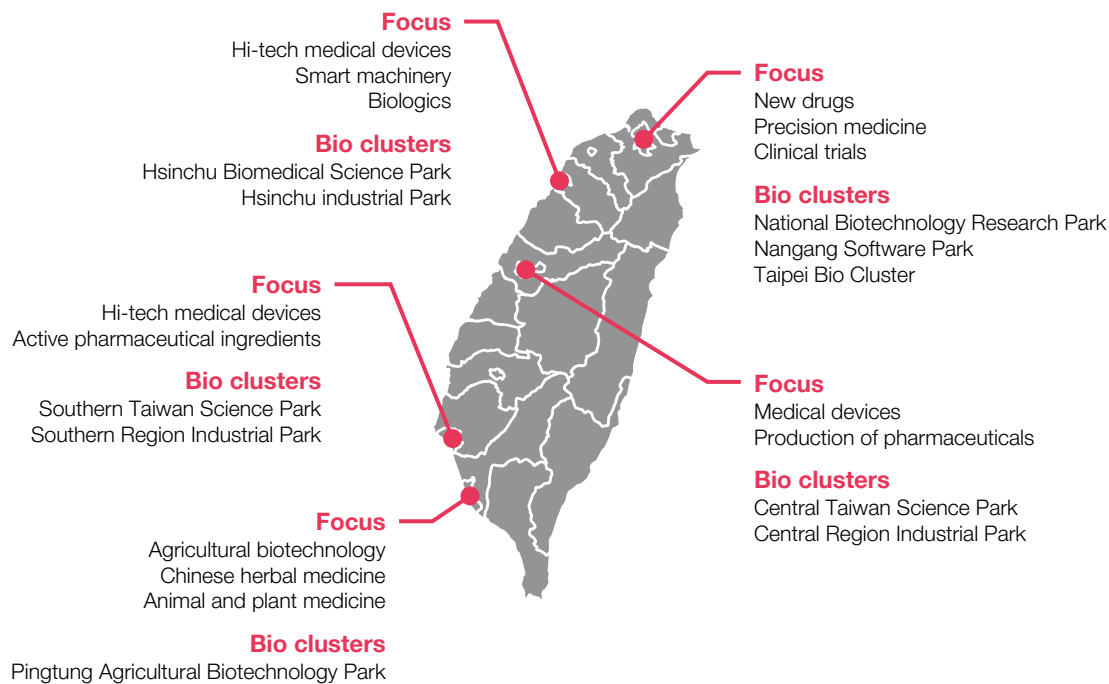 Focus
Hi-tech medical devices
Smart machinery
Biologics
Bio clusters
Hsinchu Biomedical Science Park
Hsinchu industrial Park
Focus
New drugs
Precision medicine
Clinical trials
Bio clusters
National Biotechnology Research Park
Nangang Software Park
Taipei Bio Cluster
Focus
Hi-tech medical devices
Active pharmaceutical ingredients
Bio clusters
Southern Taiwan Science Park
Southern Region Industrial Park
Focus
Medical devices
Production of pharmaceuticals
Bio clusters
Central Taiwan Science Park
Central Region Industrial Park
Focus
Agricultural biotechnology
Chinese herbal medicine
Animal and plant medicine
Bio clusters
Pingtung Agricultural Biotechnology Park